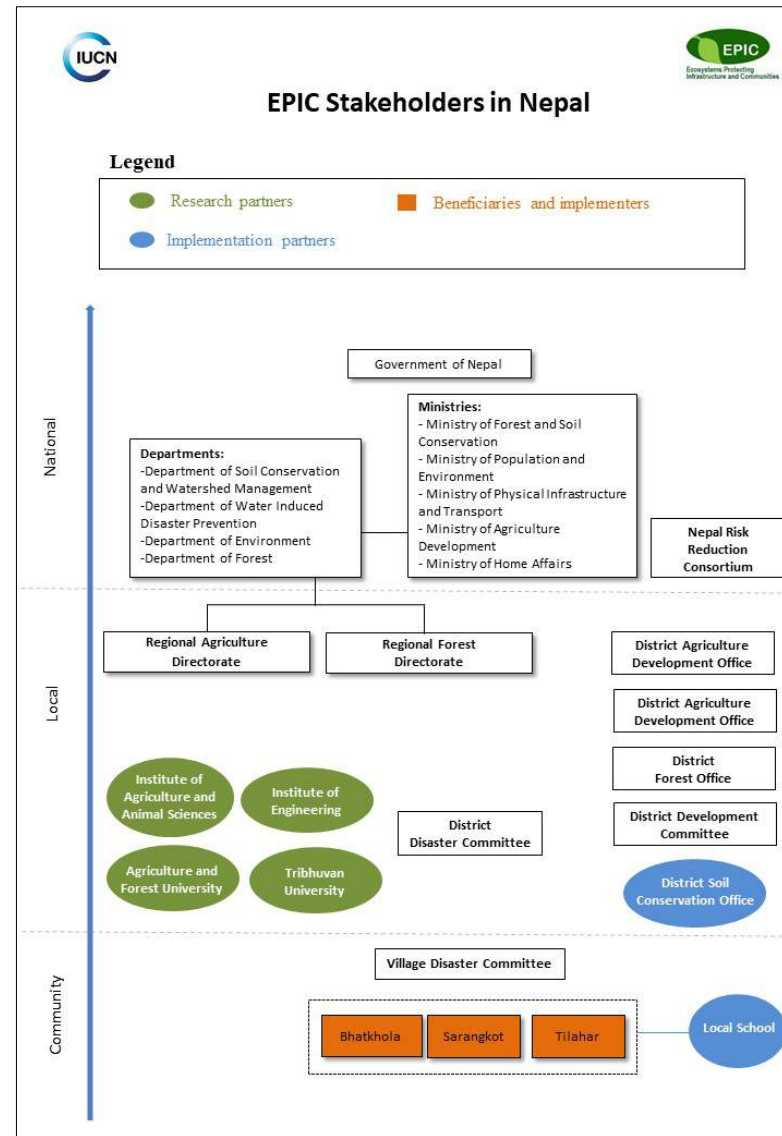 IUCN
EPIC
Ecosystems Protecting
Infrastructure and Communities
EPIC Stakeholders in Nepal
Legend
Research partners
Beneficiaries and implementers
Implementation partners
National
Government of Nepal
Departments:
-Department of Soil Conservation
and Watershed Management
-Department of Water Induced
Disaster Prevention
-Department of Environment
-Department of Forest
Ministries:
- Ministry of Forest and Soil
Conservation
- Ministry of Population and
Environment
- Ministry of Physical Infrastructure
and Transport
- Ministry of Agriculture
Development
- Ministry of Home Affairs
Nepal Risk
Reduction
Consortium
Local
Regional Agriculture
Directorate
Regional Forest
Directorate
District Agriculture
Development Office
District Agriculture
Development Office
District
Forest Office
District Development
Committee
District Soil
Conservation Office
Institute of
Agriculture and
Animal Sciences
Institute of
Engineering
Agriculture and
Forest University
Tribhuvan
University
District
Disaster Committee
Community
Village Disaster Committee
Bhatkhola
Sarangkot
Tilahar
Local School